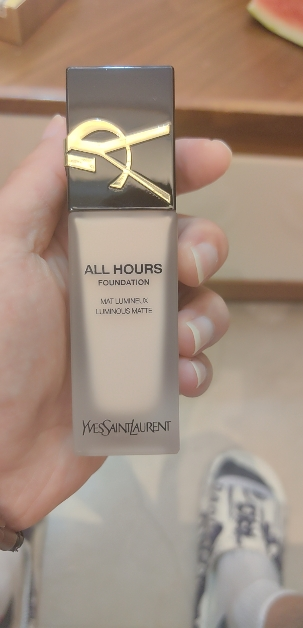 ALL HOURS
FOUNDATION
MAT LUMINEUX
LUMINOUS MATTE
YVESSAINTLAURENT